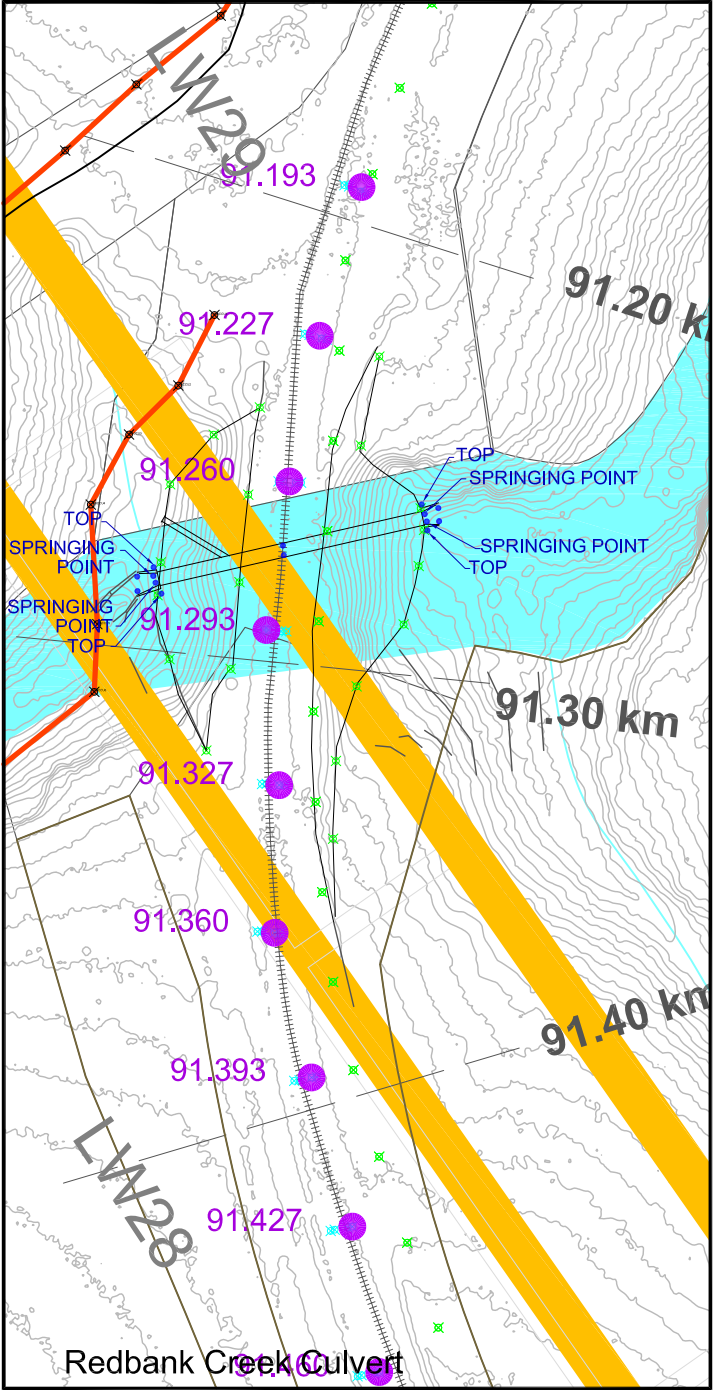 LW29
91.193
91.20 k
91.227
TOP
91.260
SPRINGING POINT
TOP
SPRINGING
POINT
SPRINGING POINT
TOP
SPRINGING
POINT
91.293
TOP
91.30 km
91.327
91.360
91.40 km
91.393
LW28
91.427
Redbank Creek Culvert
91.460